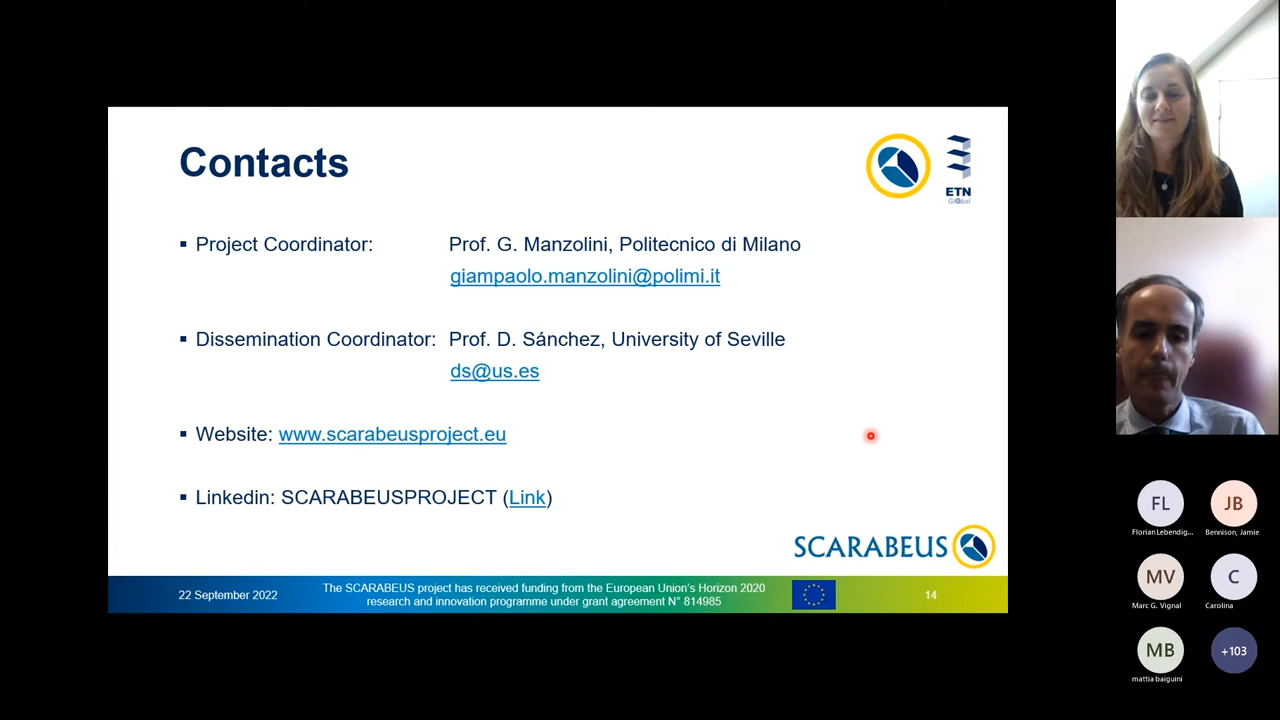 Contacts
ETN
Global
▪ Project Coordinator: Prof. G. Manzolini, Politecnico di Milano
giampaolo.manzolini@polimi.it
▪ Dissemination Coordinator: Prof. D. Sánchez, University of Seville
ds@us.es
▪ Website: www.scarabeusproject.eu
▪ Linkedin: SCARABEUSPROJECT (Link)
SCARABEUS
22 September 2022
The SCARABEUS project has received funding from the European Union's Horizon 2020
research and innovation programme under grant agreement N° 814985
14
FL
JB
Florian Lebendig...
Bennison, Jamie
MV
C
Marc G. Vignal
Carolina
MB
+103
mattia baiguini